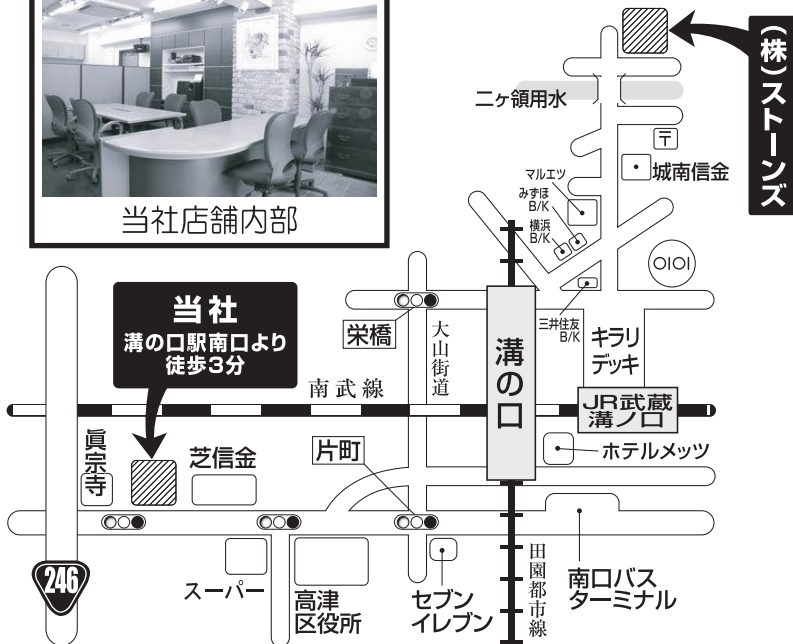 当社店舗内部
(株)ストーンズ
二ヶ領用水
〒
城南信金
マルエツ
みずほ
B/K
横浜
B/K
OIOI
三井住友
B/K
キラリ
デッキ
当社
溝の口駅南口より
徒歩3分
栄橋
大山街道
溝の口
南武線
JR武蔵
溝ノ口
眞宗寺
芝信金
片町
ホテルメッツ
246
スーパー
高津
区役所
セブン
イレブン
田園都市線
南口バス
ターミナル